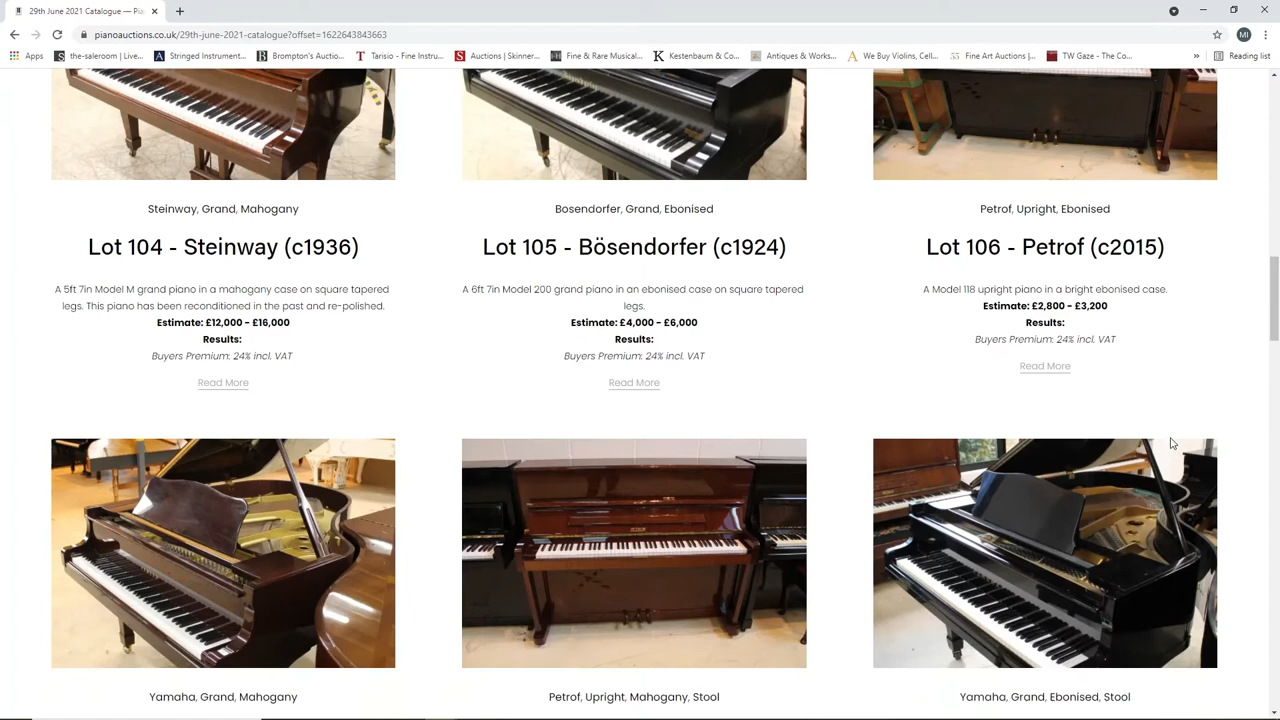 29th June 2021 Catalogue — Pia
pianoauctions.co.uk/29th-june-2021-catalogue?offset=1622643843663
MI
Apps
the-saleroom | Live...
Stringed Instrument...
Brompton's Auctio...
Tarisio - Fine Instru...
Auctions | Skinner...
Fine & Rare Musical...
Kestenbaum & Co...
Antiques & Works...
We Buy Violins, Cell...
Fine Art Auctions |...
TW Gaze - The Co...
»
Reading list
Steinway, Grand, Mahogany
Lot 104 - Steinway (c1936)
A 5ft 7in Model M grand piano in a mahogany case on square tapered
legs. This piano has been reconditioned in the past and re-polished.
Estimate: £12,000 - £16,000
Results:
Buyers Premium: 24% incl. VAT
Read More
Bosendorfer, Grand, Ebonised
Lot 105 - Bösendorfer (c1924)
A 6ft 7in Model 200 grand piano in an ebonised case on square tapered
legs.
Estimate: £4,000 - £6,000
Results:
Buyers Premium: 24% incl. VAT
Read More
Petrof, Upright, Ebonised
Lot 106 - Petrof (c2015)
A Model 118 upright piano in a bright ebonised case.
Estimate: £2,800 - £3,200
Results:
Buyers Premium: 24% incl. VAT
Read More
Yamaha, Grand, Mahogany
Petrof, Upright, Mahogany, Stool
Yamaha, Grand, Ebonised, Stool